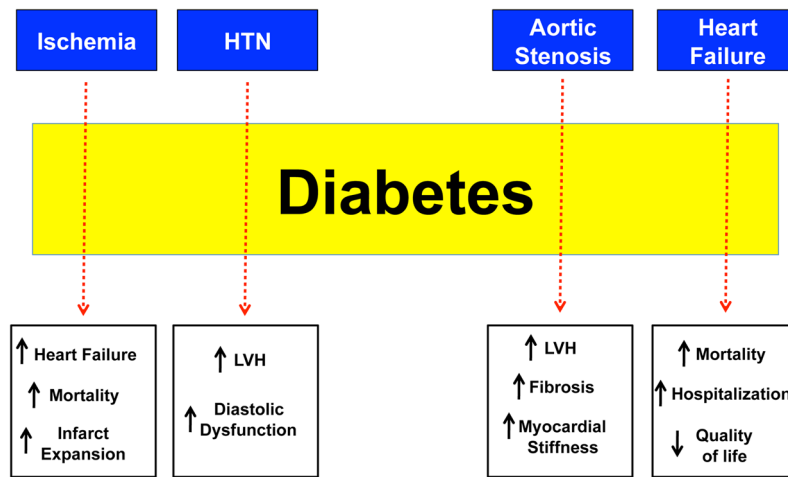 Ischemia
HTN
Aortic
Stenosis
Heart
Failure
Diabetes
↑ Heart Failure
↑ Mortality
↑ Infarct
Expansion
↑ LVH
↑ Diastolic
Dysfunction
↑ LVH
↑ Fibrosis
↑ Myocardial
Stiffness
↑ Mortality
↑ Hospitalization
↓ Quality
of life